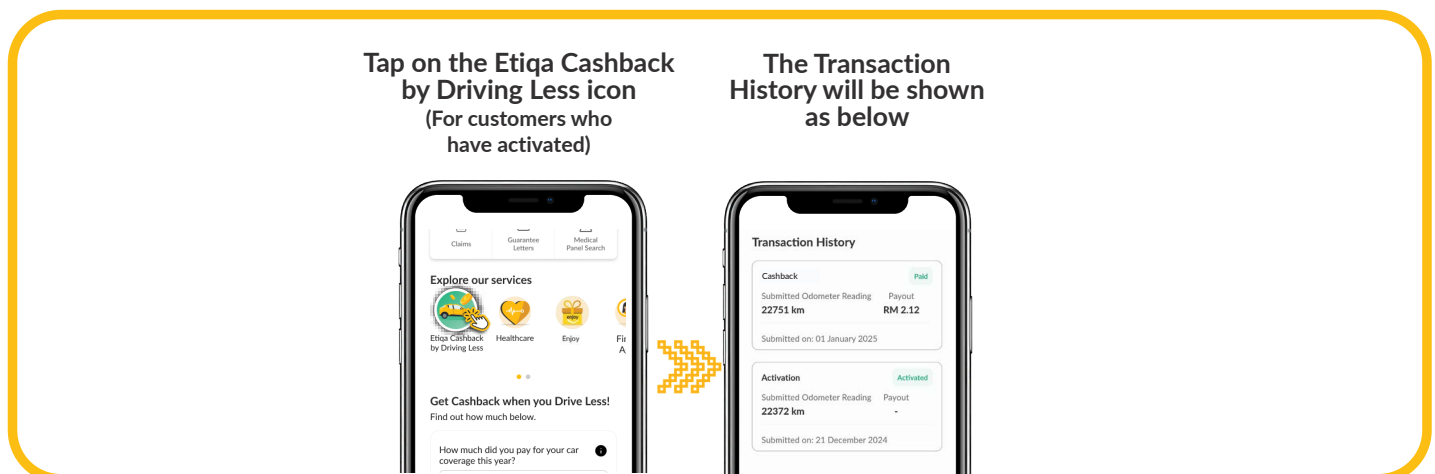 Tap on the Etiqa Cashback
by Driving Less icon
(For customers who
have activated)
The Transaction
History will be shown
as below
Claims
Guarantee
Letters
Medical
Panel Search
Explore our services
Etiqa Cashback
by Driving Less
Healthcare
enjoy
Enjoy
Get Cashback when you Drive Less!
Find out how much below.
How much did you pay for your car
coverage this year?
Transaction History
Cashback
Paid
Submitted Odometer Reading
Payout
22751 km
RM 2.12
Submitted on: 01 January 2025
Activation
Activated
Submitted Odometer Reading
Payout
22372 km
-
Submitted on: 21 December 2024